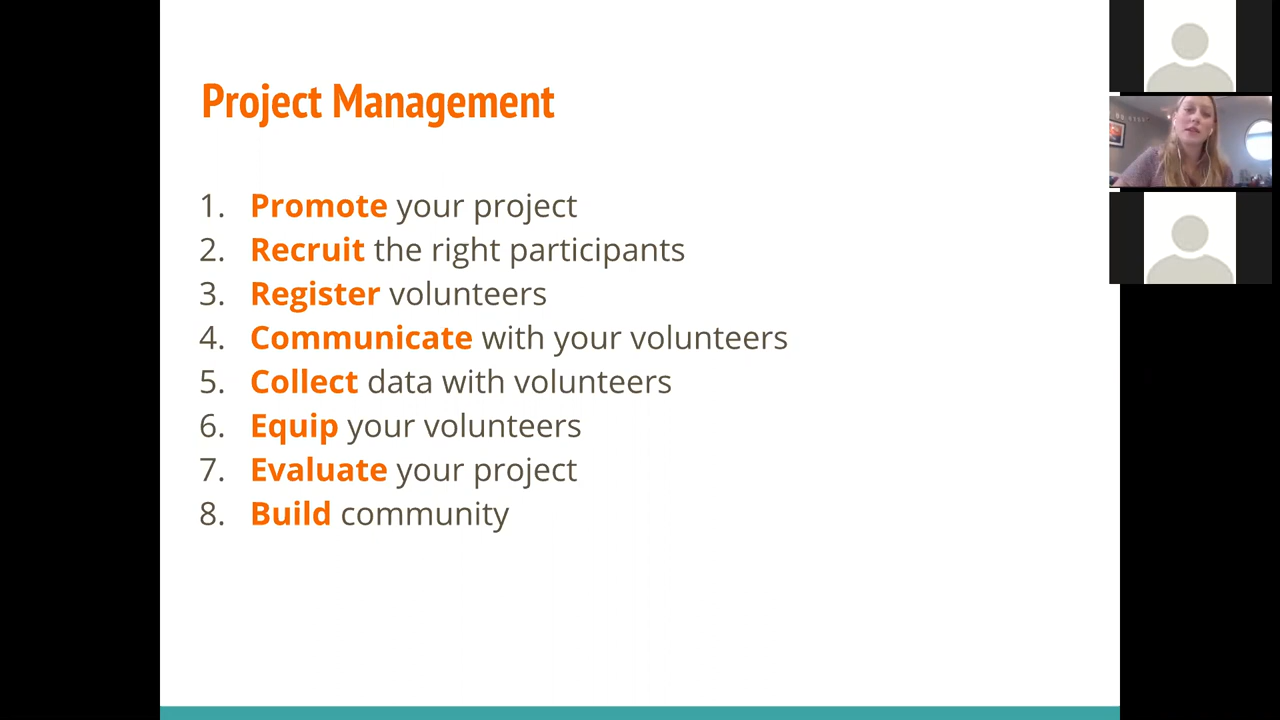 Project Management
1. Promote your project
2. Recruit the right participants
3. Register volunteers
4. Communicate with your volunteers
5. Collect data with volunteers
6. Equip your volunteers
7. Evaluate your project
8. Build community